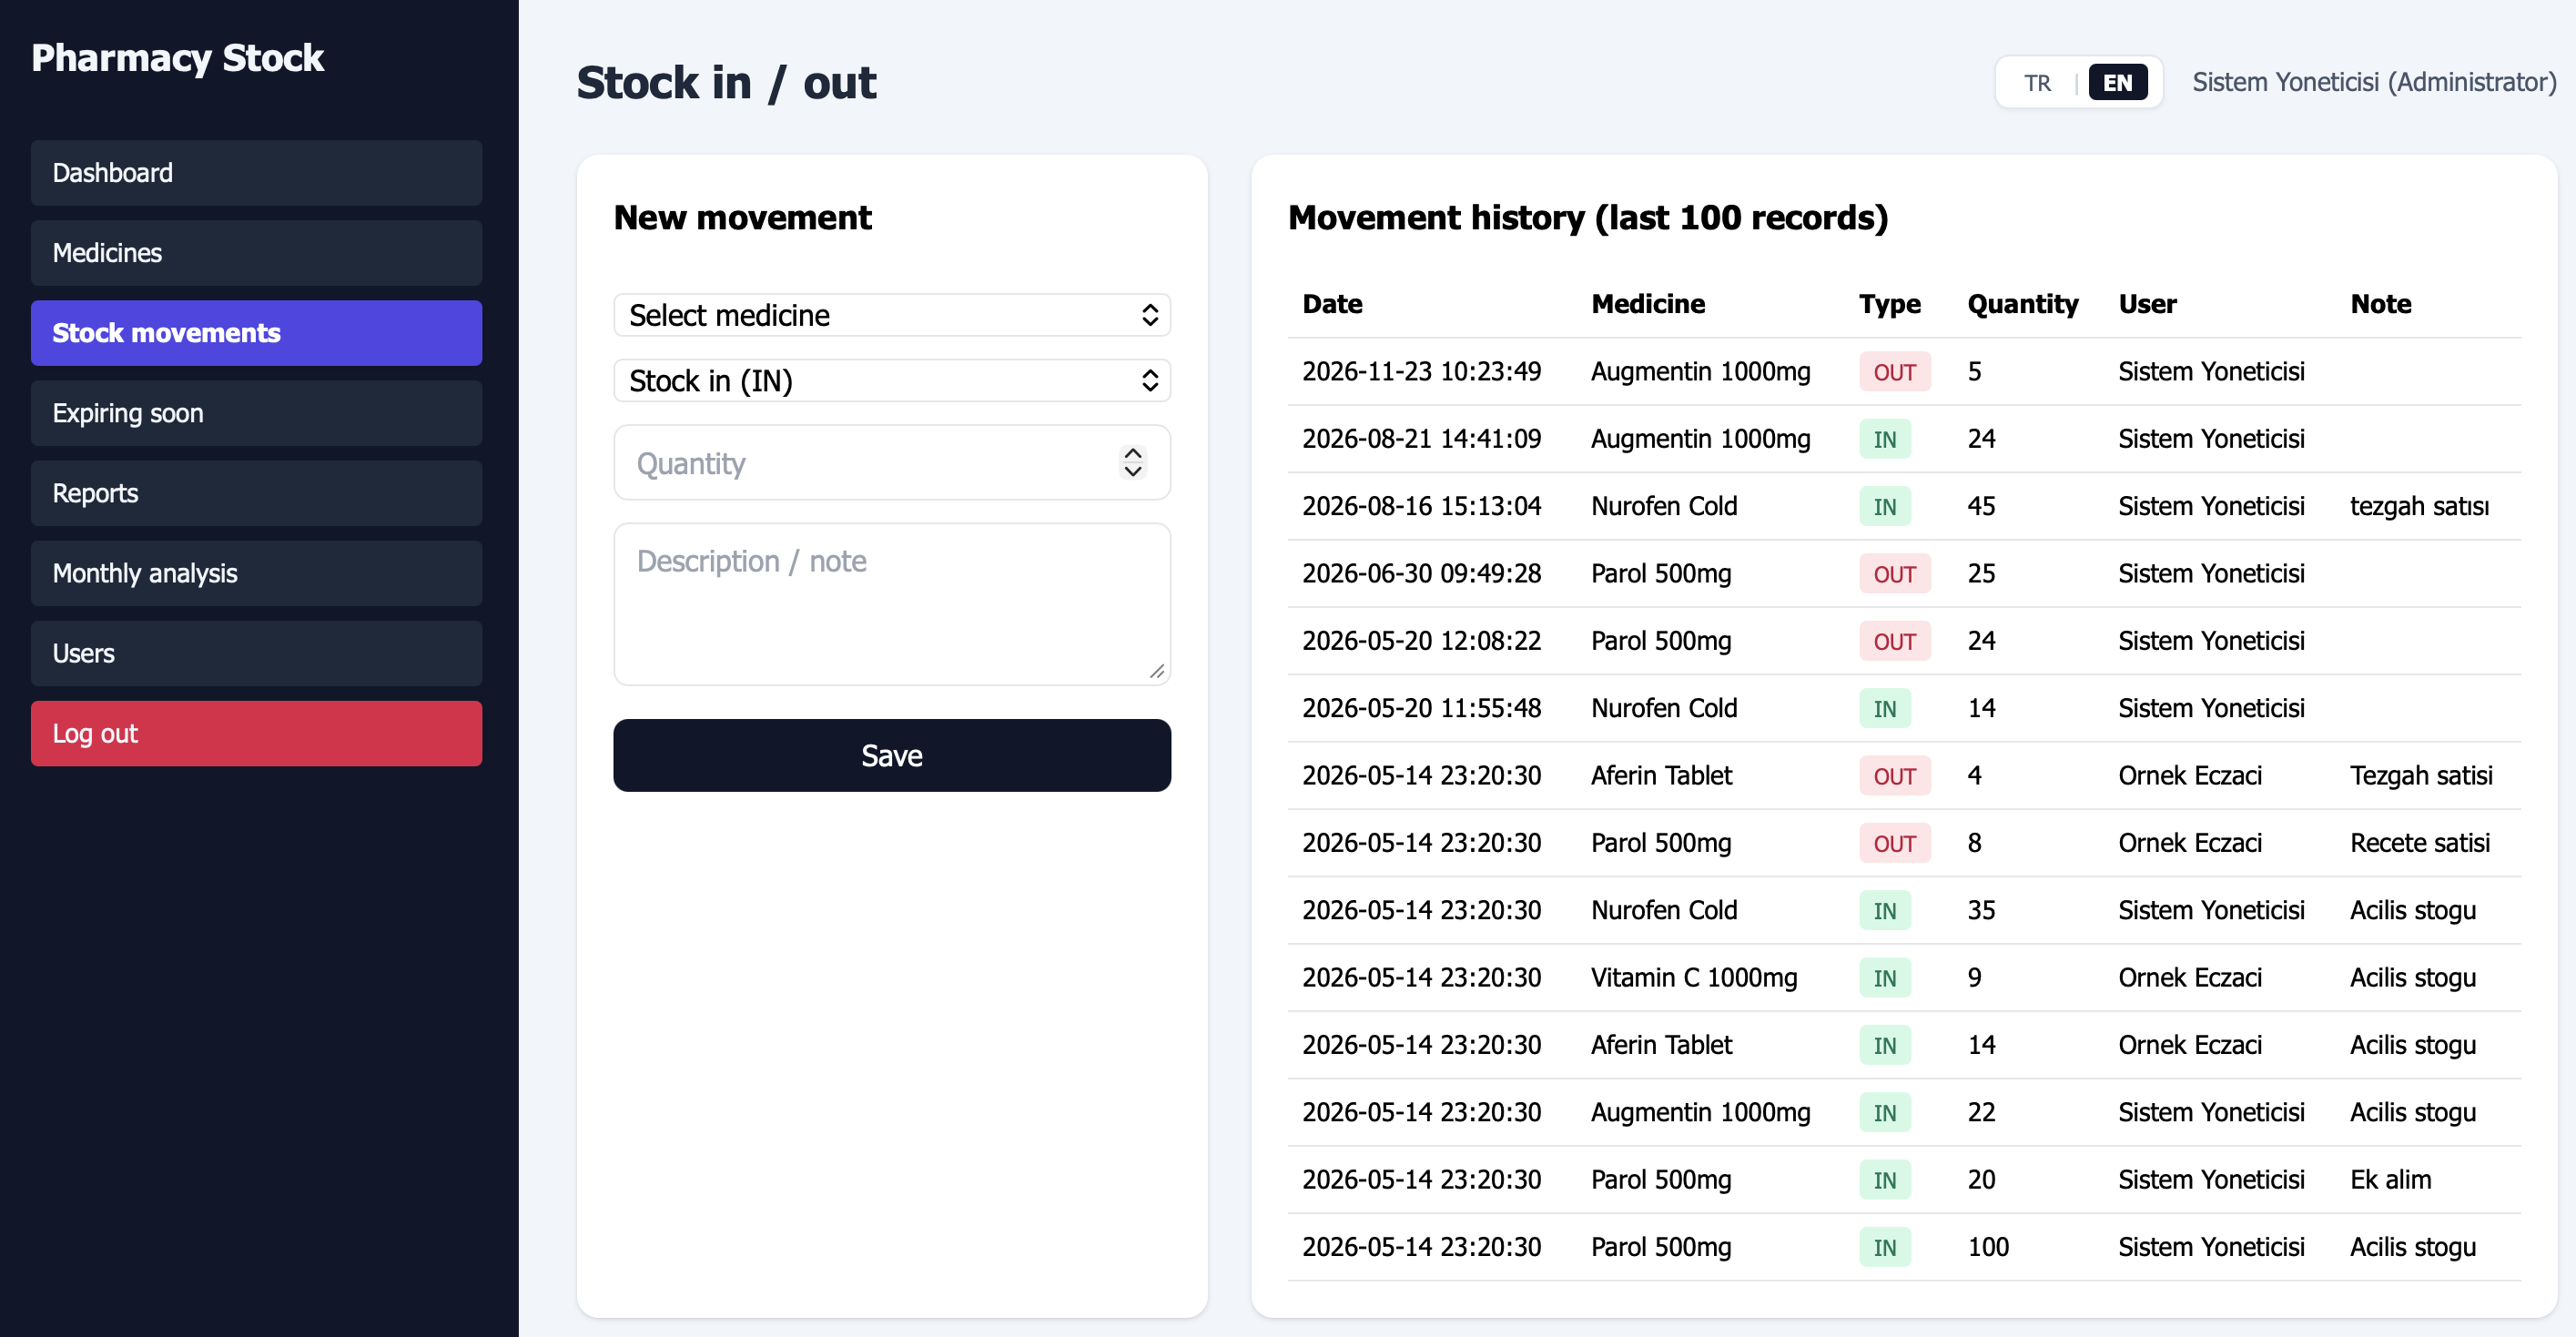 Pharmacy Stock
Dashboard
Medicines
Stock movements
Expiring soon
Reports
Monthly analysis
Users
Log out
Stock in / out
TR | EN
Sistem Yoneticisi (Administrator)
New movement
Select medicine
Stock in (IN)
Quantity
Description / note
Save
Movement history (last 100 records)
Date Medicine Type Quantity User Note
2026-11-23 10:23:49 Augmentin 1000mg OUT 5 Sistem Yoneticisi
2026-08-21 14:41:09 Augmentin 1000mg IN 24 Sistem Yoneticisi
2026-08-16 15:13:04 Nurofen Cold IN 45 Sistem Yoneticisi tezgah satısı
2026-06-30 09:49:28 Parol 500mg OUT 25 Sistem Yoneticisi
2026-05-20 12:08:22 Parol 500mg OUT 24 Sistem Yoneticisi
2026-05-20 11:55:48 Nurofen Cold IN 14 Sistem Yoneticisi
2026-05-14 23:20:30 Aferin Tablet OUT 4 Ornek Eczaci Tezgah satisi
2026-05-14 23:20:30 Parol 500mg OUT 8 Ornek Eczaci Recete satisi
2026-05-14 23:20:30 Nurofen Cold IN 35 Sistem Yoneticisi Acilis stogu
2026-05-14 23:20:30 Vitamin C 1000mg IN 9 Ornek Eczaci Acilis stogu
2026-05-14 23:20:30 Aferin Tablet IN 14 Ornek Eczaci Acilis stogu
2026-05-14 23:20:30 Augmentin 1000mg IN 22 Sistem Yoneticisi Acilis stogu
2026-05-14 23:20:30 Parol 500mg IN 20 Sistem Yoneticisi Ek alim
2026-05-14 23:20:30 Parol 500mg IN 100 Sistem Yoneticisi Acilis stogu